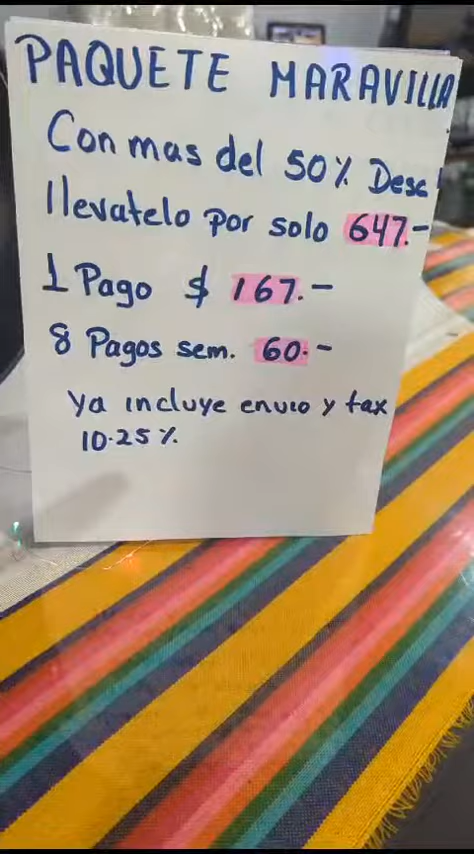 PAQUETE MARAVILLA
Con mas del 50% Desc!
llevatelo por solo 647.-
1 Pago $ 167.-
8 Pagos sem. 60.-
ya incluye envio y tax
10.25%